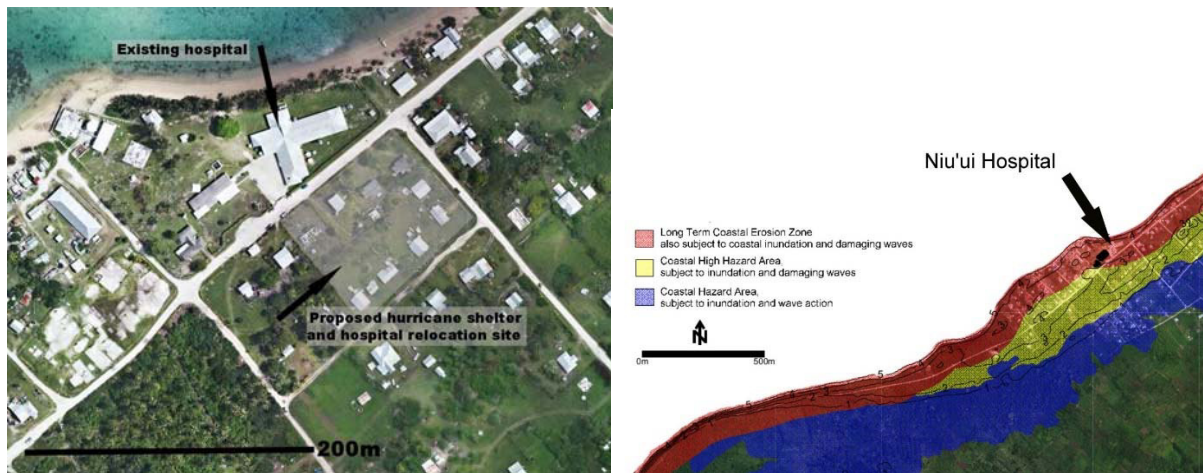 Existing hospital
Proposed hurricane shelter
and hospital relocation site
200m
Niu'ui Hospital
Long Term Coastal Erosion Zone
also subject to coastal inundation and damaging waves
Coastal High Hazard Area,
subject to inundation and damaging waves
Coastal Hazard Area,
subject to inundation and wave action
N
0m 500m